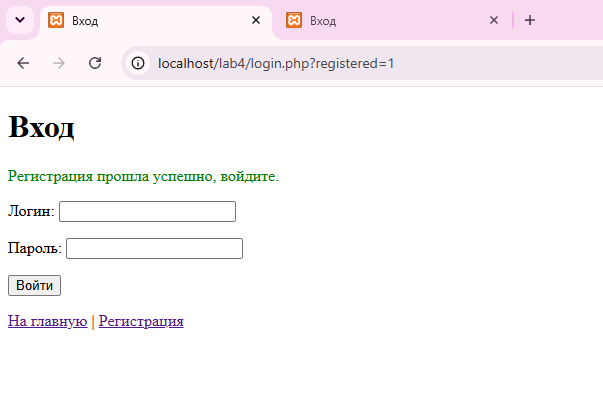 Вход Вход
localhost/lab4/login.php?registered=1
Вход
Регистрация прошла успешно, войдите.
Логин:
Пароль:
Войти
На главную | Регистрация